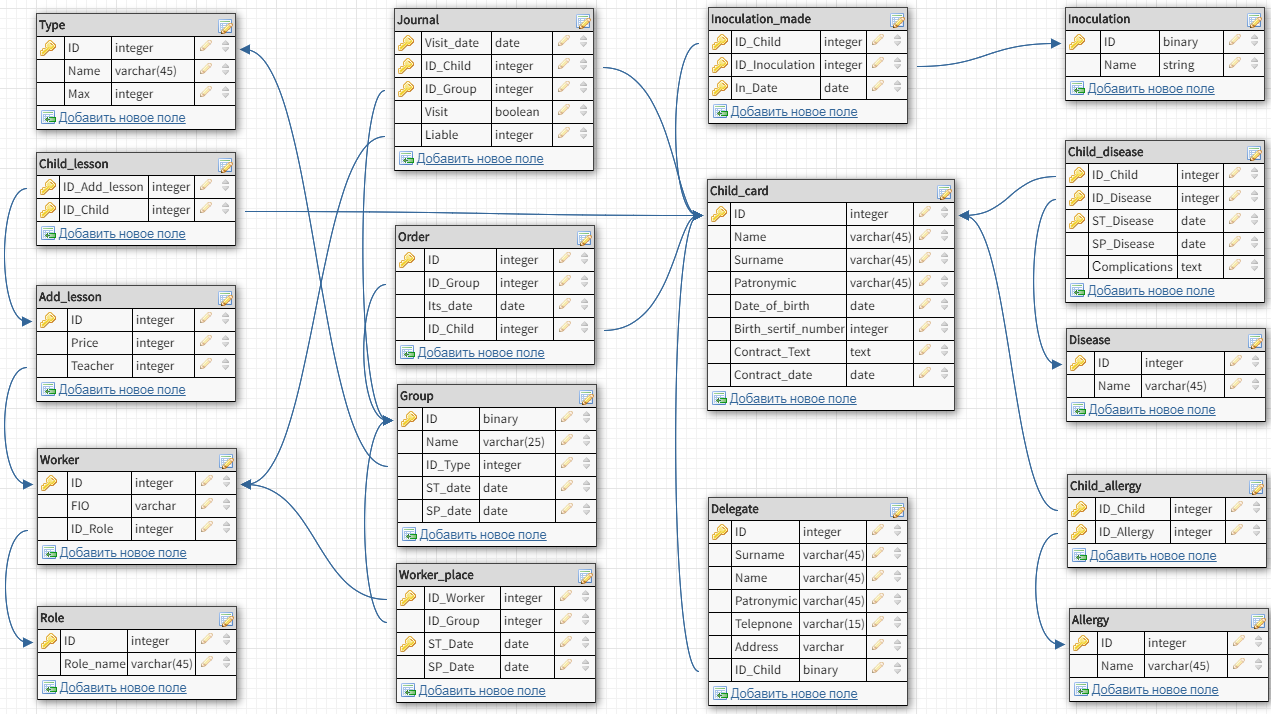 Type
ID integer
Name varchar(45)
Max integer
Добавить новое поле
Child_lesson
ID_Add_lesson integer
ID_Child integer
Добавить новое поле
Add_lesson
ID integer
Price integer
Teacher integer
Добавить новое поле
Worker
ID integer
FIO varchar
ID_Role integer
Добавить новое поле
Role
ID integer
Role_name varchar(45)
Добавить новое поле
Journal
Visit_date date
ID_Child integer
ID_Group integer
Visit boolean
Liable integer
Добавить новое поле
Order
ID integer
ID_Group integer
Its_date date
ID_Child integer
Добавить новое поле
Group
ID binary
Name varchar(25)
ID_Type integer
ST_date date
SP_date date
Добавить новое поле
Worker_place
ID_Worker integer
ID_Group integer
ST_Date date
SP_Date date
Добавить новое поле
Inoculation_made
ID_Child integer
ID_Inoculation integer
In_Date date
Добавить новое поле
Child_card
ID integer
Name varchar(45)
Surname varchar(45)
Patronymic varchar(45)
Date_of_birth date
Birth_sertif_number integer
Contract_Text text
Contract_date date
Добавить новое поле
Delegate
ID integer
Surname varchar(45)
Name varchar(45)
Patronymic varchar(45)
Telepnone varchar(15)
Address varchar
ID_Child binary
Добавить новое поле
Inoculation
ID binary
Name string
Добавить новое поле
Child_disease
ID_Child integer
ID_Disease integer
ST_Disease date
SP_Disease date
Complications text
Добавить новое поле
Disease
ID integer
Name varchar(45)
Добавить новое поле
Child_allergy
ID_Child integer
ID_Allergy integer
Добавить новое поле
Allergy
ID integer
Name varchar(45)
Добавить новое поле